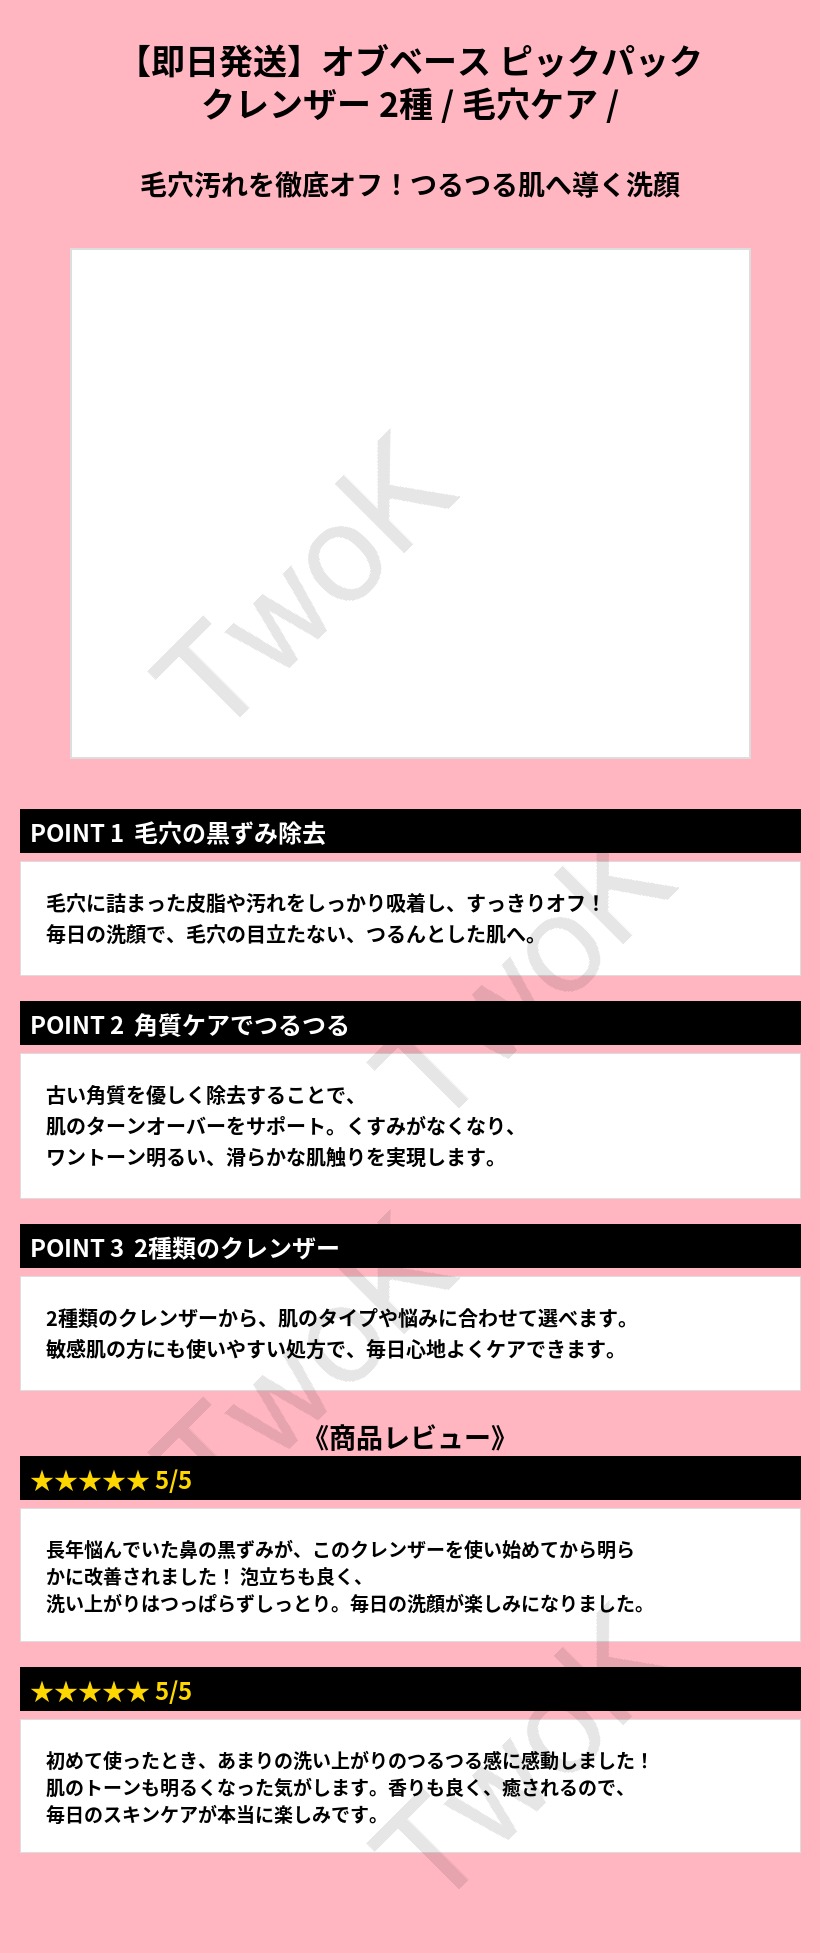 【即日発送】オブベース ピックパック
クレンザー 2種 / 毛穴ケア /
毛穴汚れを徹底オフ！つるつる肌へ導く洗顔
TwoK
POINT 1 毛穴の黒ずみ除去
毛穴に詰まった皮脂や汚れをしっかり吸着し、すっきりオフ！
毎日の洗顔で、毛穴の目立たない、つるんとした肌へ。
TwoK
POINT 2 角質ケアでつるつる
古い角質を優しく除去することで、
肌のターンオーバーをサポート。くすみがなくなり、
ワントーン明るい、滑らかな肌触りを実現します。
POINT 3 2種類のクレンザー
2種類のクレンザーから、肌のタイプや悩みに合わせて選べます。
敏感肌の方にも使いやすい処方で、毎日心地よくケアできます。
TwoK
《商品レビュー》
★★★★★ 5/5
長年悩んでいた鼻の黒ずみが、このクレンザーを使い始めてから明ら
かに改善されました！ 泡立ちも良く、
洗い上がりはつっぱらずしっとり。毎日の洗顔が楽しみになりました。
★★★★★ 5/5
初めて使ったとき、あまりの洗い上がりのつるつる感に感動しました！
肌のトーンも明るくなった気がします。香りも良く、癒されるので、
毎日のスキンケアが本当に楽しみです。
TwoK